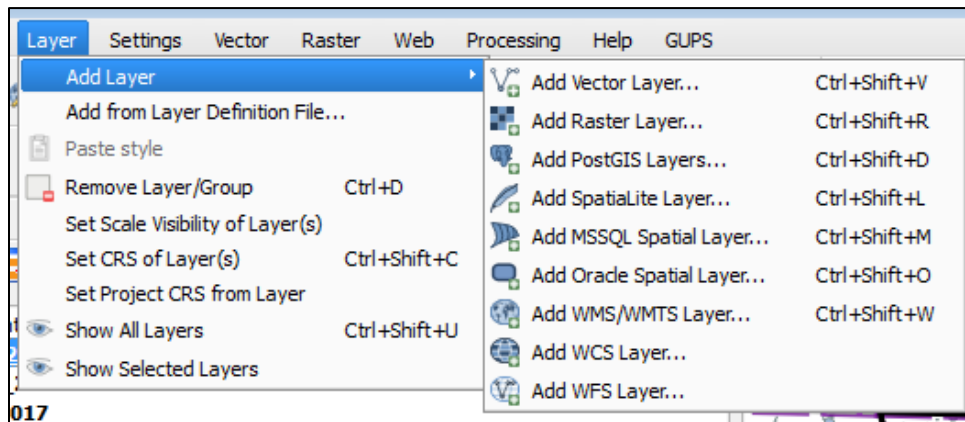 Layer Settings Vector Raster Web Processing Help GUPS
Add Layer
Add from Layer Definition File...
Paste style
Remove Layer/Group Ctrl+D
Set Scale Visibility of Layer(s)
Set CRS of Layer(s) Ctrl+Shift+C
Set Project CRS from Layer
Show All Layers Ctrl+Shift+U
Show Selected Layers
Add Vector Layer... Ctrl+Shift+V
Add Raster Layer... Ctrl+Shift+R
Add PostGIS Layers... Ctrl+Shift+D
Add SpatiaLite Layer... Ctrl+Shift+L
Add MSSQL Spatial Layer... Ctrl+Shift+M
Add Oracle Spatial Layer... Ctrl+Shift+O
Add WMS/WMTS Layer... Ctrl+Shift+W
Add WCS Layer...
Add WFS Layer...
017